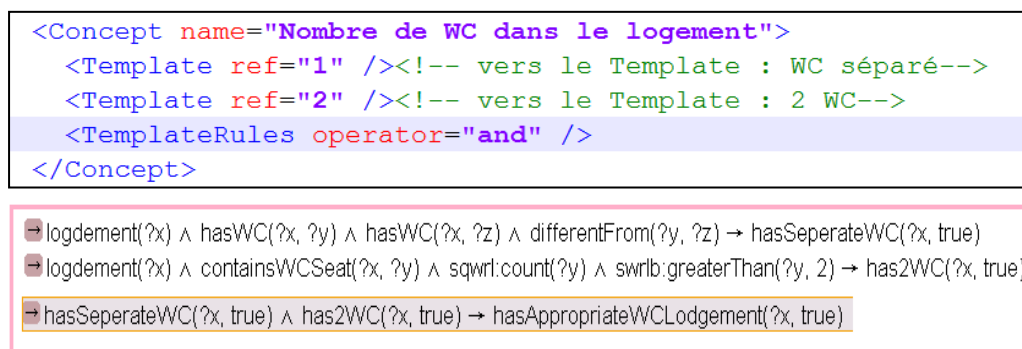 <Concept name="Nombre de WC dans le logement">
<Template ref="1" /><!-- vers le Template : WC séparé-->
<Template ref="2" /><!-- vers le Template : 2 WC-->
<TemplateRules operator="and" />
</Concept>
→ logdement(?x) ∧ hasWC(?x, ?y) ∧ hasWC(?x, ?z) ∧ differentFrom(?y, ?z) → hasSeperateWC(?x, true)
→ logdement(?x) ∧ containsWCSeat(?x, ?y) ∧ sqwrl:count(?y) ∧ swrlb:greaterThan(?y, 2) → has2WC(?x, true)
→ hasSeperateWC(?x, true) ∧ has2WC(?x, true) → hasAppropriateWCLodgement(?x, true)